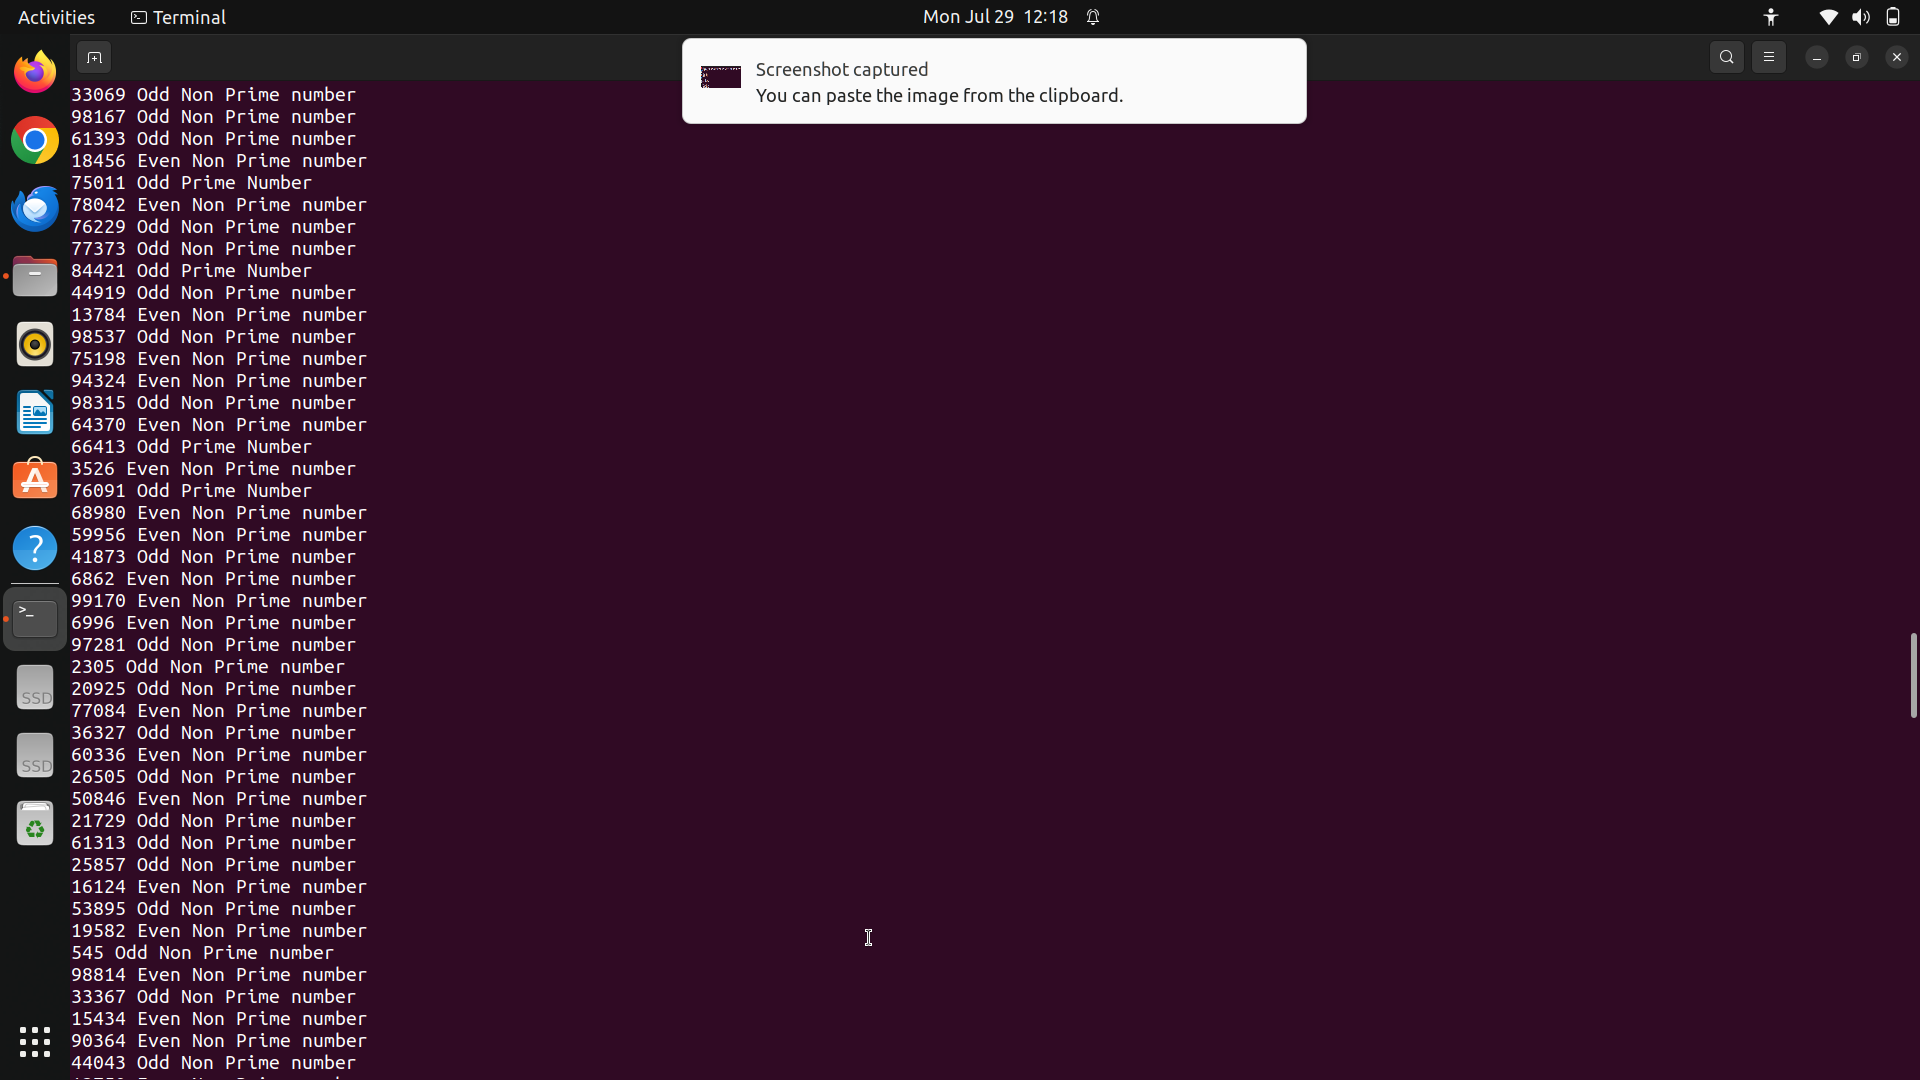 Activities Terminal Mon Jul 29 12:18
Screenshot captured
You can paste the image from the clipboard.
33069 Odd Non Prime number
98167 Odd Non Prime number
61393 Odd Non Prime number
18456 Even Non Prime number
75011 Odd Prime Number
78042 Even Non Prime number
76229 Odd Non Prime number
77373 Odd Non Prime number
84421 Odd Prime Number
44919 Odd Non Prime number
13784 Even Non Prime number
98537 Odd Non Prime number
75198 Even Non Prime number
94324 Even Non Prime number
98315 Odd Non Prime number
64370 Even Non Prime number
66413 Odd Prime Number
3526 Even Non Prime number
76091 Odd Prime Number
68980 Even Non Prime number
59956 Even Non Prime number
41873 Odd Non Prime number
6862 Even Non Prime number
99170 Even Non Prime number
6996 Even Non Prime number
97281 Odd Non Prime number
2305 Odd Non Prime number
20925 Odd Non Prime number
77084 Even Non Prime number
36327 Odd Non Prime number
60336 Even Non Prime number
26505 Odd Non Prime number
50846 Even Non Prime number
21729 Odd Non Prime number
61313 Odd Non Prime number
25857 Odd Non Prime number
16124 Even Non Prime number
53895 Odd Non Prime number
19582 Even Non Prime number
545 Odd Non Prime number
98814 Even Non Prime number
33367 Odd Non Prime number
15434 Even Non Prime number
90364 Even Non Prime number
44043 Odd Non Prime number
SSD
SSD